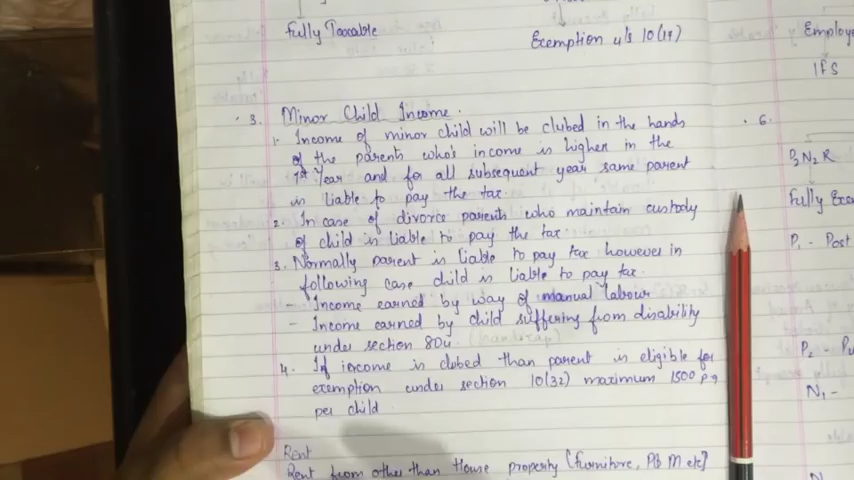 Fully Taxable
Exemption u/s 10(17)
3. Minor Child Income.
1. Income of minor child will be clubed in the hands
of the parents who's income is higher in the
1st Year and for all subsequent year same parent
is liable to pay the tax.
2. In case of divorce parents who maintain custody
of child is liable to pay the tax
3. Normally parent is liable to pay tax however in
following case child is liable to pay tax.
- Income earned by way of manual labour
- Income earned by child suffering from disability
under section 80u
4. If income is clubed than parent is eligible for
exemption under section 10(32) maximum 1500 p.a
per child
Rent
Rent from other than House property (furniture, P& M etc)
Employe
IFS
6.
R
Fully Exe
P1 - Post
P2 -
N1 -